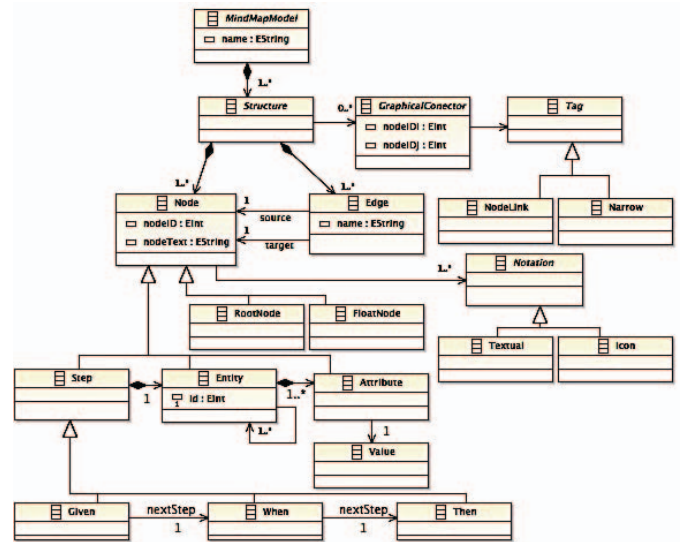 MindMapModel
name : EString
1..*
Structure
0..*
GraphicalConector
nodeIDi : EInt
nodeIDj : EInt
Tag
1..*
1..*
Node
nodeID : EInt
nodeText : EString
1
source
1
target
Edge
name : EString
NodeLink
Narrow
1..*
Notation
RootNode
FloatNode
Textual
Icon
Step
1
Entity
id : EInt
1
1..*
1..*
Attribute
1
Value
Given
nextStep
1
When
nextStep
1
Then